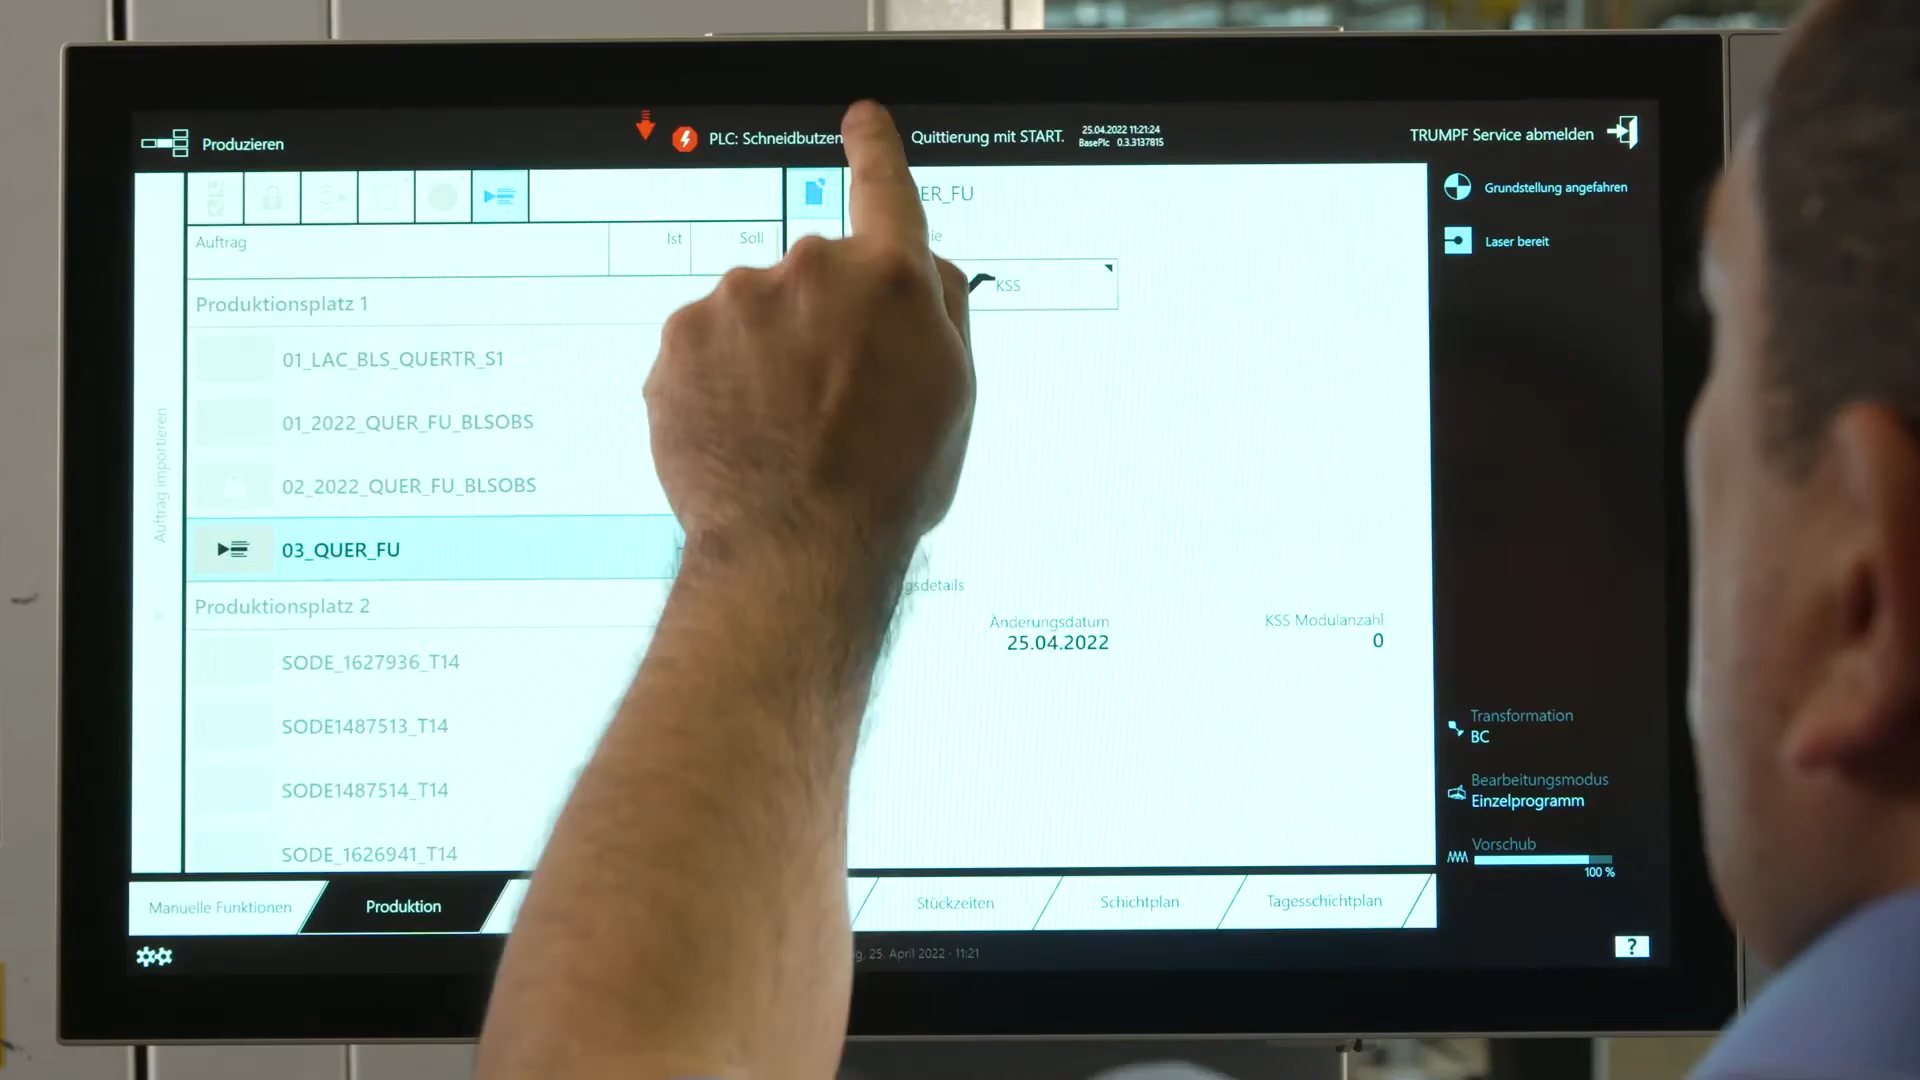 Produzieren
PLC: Schneidbutzen
Quittierung mit START.
25.04.2022 11:21:24
BasePlc 0.3.3137815
TRUMPF Service abmelden
Auftrag importieren
Auftrag
Ist
Soll
Produktionsplatz 1
01_LAC_BLS_QUERTR_S1
01_2022_QUER_FU_BLSOBS
02_2022_QUER_FU_BLSOBS
03_QUER_FU
Produktionsplatz 2
SODE_1627936_T14
SODE1487513_T14
SODE1487514_T14
SODE_1626941_T14
ER_FU
ie
KSS
gsdetails
Änderungsdatum
25.04.2022
KSS Modulanzahl
0
Grundstellung angefahren
Laser bereit
Transformation
BC
Bearbeitungsmodus
Einzelprogramm
Vorschub
100 %
Manuelle Funktionen
Produktion
Stückzeiten
Schichtplan
Tagesschichtplan
g, 25. April 2022 · 11:21
?